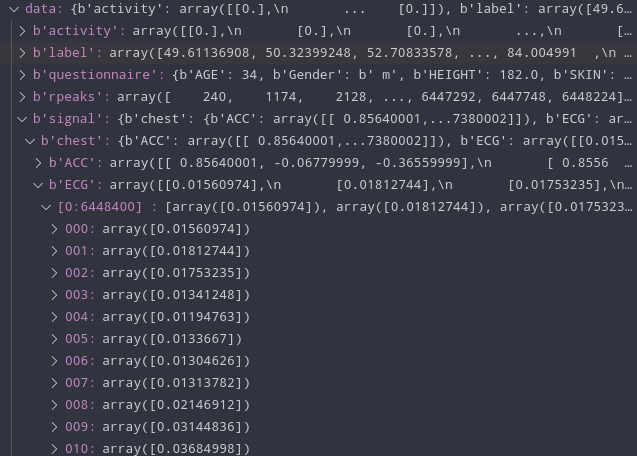 data: {b'activity': array([[0.],\n       ...    [0.]]), b'label': array([49.6…
b'activity': array([[0.],\n       [0.],\n       [0.],\n       ...,\n       […
b'label': array([49.61136908, 50.32399248, 52.70833578, ..., 84.004991  ,\n …
b'questionnaire': {b'AGE': 34, b'Gender': b' m', b'HEIGHT': 182.0, b'SKIN': …
b'rpeaks': array([    240,    1174,    2128, ..., 6447292, 6447748, 6448224]…
b'signal': {b'chest': {b'ACC': array([[ 0.85640001,...7380002]]), b'ECG': ar…
b'chest': {b'ACC': array([[ 0.85640001,...7380002]]), b'ECG': array([[0.015…
b'ACC': array([[ 0.85640001, -0.06779999, -0.36559999],\n       [ 0.8556  …
b'ECG': array([[0.01560974],\n       [0.01812744],\n       [0.01753235],\n…
[0:6448400] : [array([0.01560974]), array([0.01812744]), array([0.0175323…
000: array([0.01560974])
001: array([0.01812744])
002: array([0.01753235])
003: array([0.01341248])
004: array([0.01194763])
005: array([0.0133667])
006: array([0.01304626])
007: array([0.01313782])
008: array([0.02146912])
009: array([0.03144836])
010: array([0.03684998])